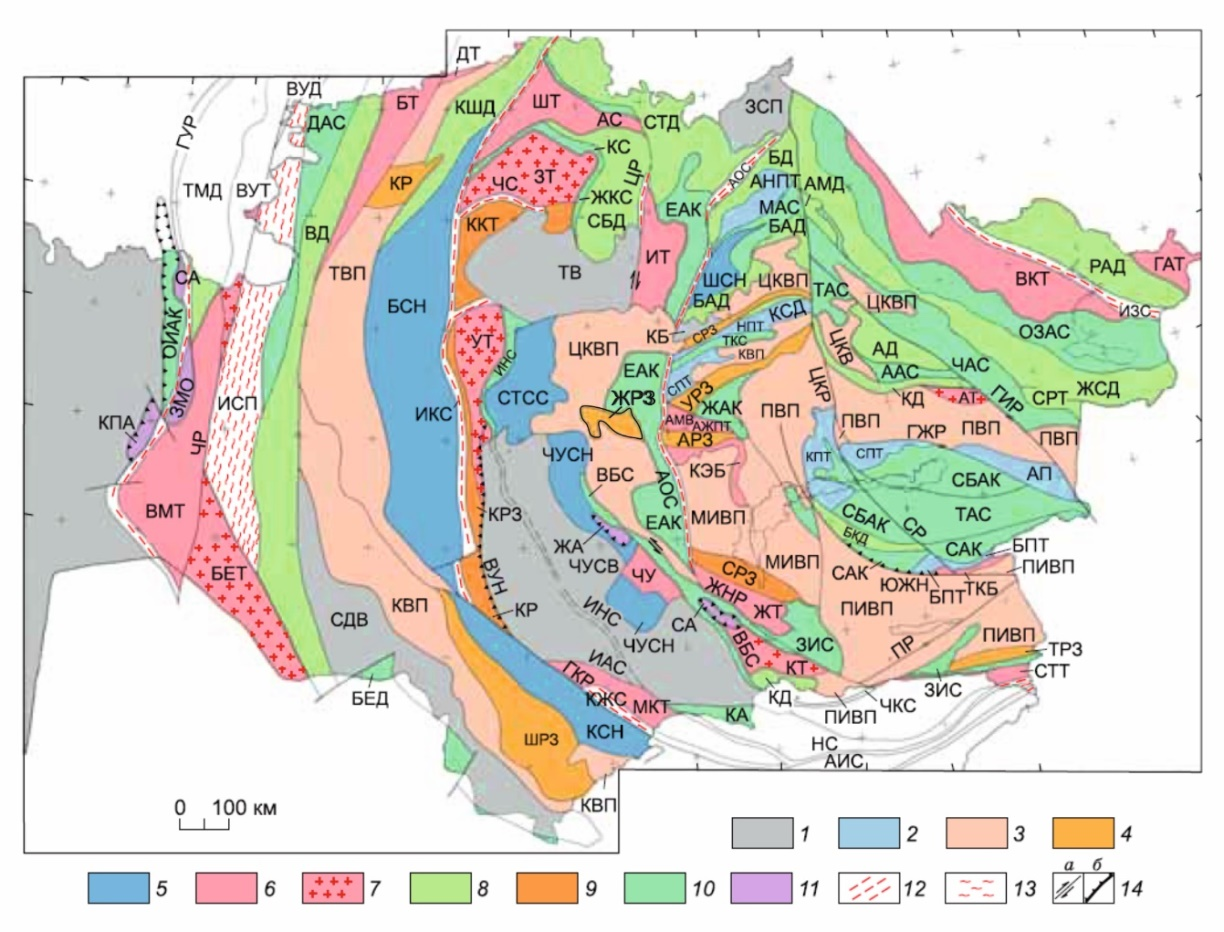 ДТ
ВУД
БТ
КШД
ШТ
ЗСП
ДАС
АС
СТД
ГУР
КС
ЦР
БД
АОС
ТМД
ВУТ
КР
ЧС
ЗТ
ЖКС
АНПТ
АМД
ЕАК
МАС
СБД
ККТ
БАД
ВД
ИТ
РАД
ГАТ
ТВП
ТВ
ВКТ
СА
ШСН
ЦКВП
ТАС
БСН
БАД
ЦКВП
ИЗС
ОЙАК
КСД
НПТ
СРЗ
КБ
ОЗАС
УТ
ТКС
ЦКВ
АД
ЦКВП
ИНС
КВП
ЧАС
ААС
ЕАК
СПТ
ЦКР
ЖСД
СТСС
УРЗ
КД
АТ
ГИР
СРТ
ЗМО
ИСП
ЖРЗ
ЖАК
ПВП
ИКС
АМВ
АЖПТ
ПВП
КПА
ГЖР
ПВП
ПВП
ЧР
АРЗ
ЧУСН
КПТ
СПТ
КЭБ
ВБС
АП
СБАК
АОС
ВМТ
КРЗ
МИВП
СБАК
ТАС
ЕАК
СР
БКД
ЖА
САК
БПТ
ЧУСВ
МИВП
БЕТ
ВУН
ЧУ
СРЗ
САК
ПИВП
ЮЖН
БПТ
ТКБ
ЖНР
КВП
ИНС
КР
ЖТ
ПИВП
СДВ
СА
ЧУСН
ПИВП
ЗИС
ПР
ВБС
ТРЗ
ИАС
КТ
СТТ
ГКР
ЗИС
БЕД
КЖС
КД
МКТ
ЧКС
КА
ПИВП
КСН
ШРЗ
НС
АИС
КВП
0 100 км
1
2
3
4
а б
5
6
7
8
9
10
11
12
13
14